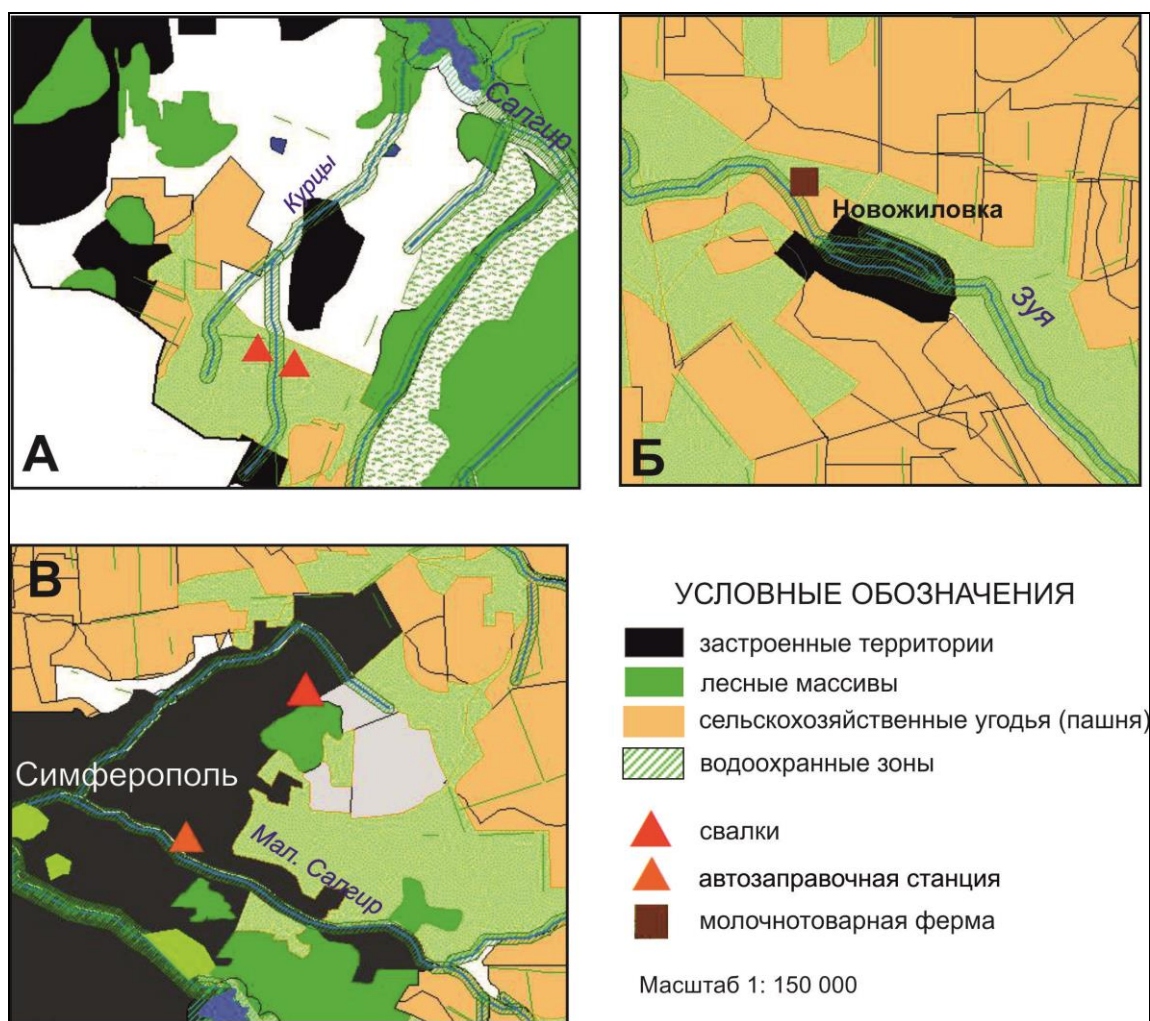 Салгир
Курцы
А
Новожиловка
Зуя
Б
В
Симферополь
Мал. Салгир
УСЛОВНЫЕ ОБОЗНАЧЕНИЯ
застроенные территории
лесные массивы
сельскохозяйственные угодья (пашня)
водоохранные зоны
свалки
автозаправочная станция
молочнотоварная ферма
Масштаб 1: 150 000